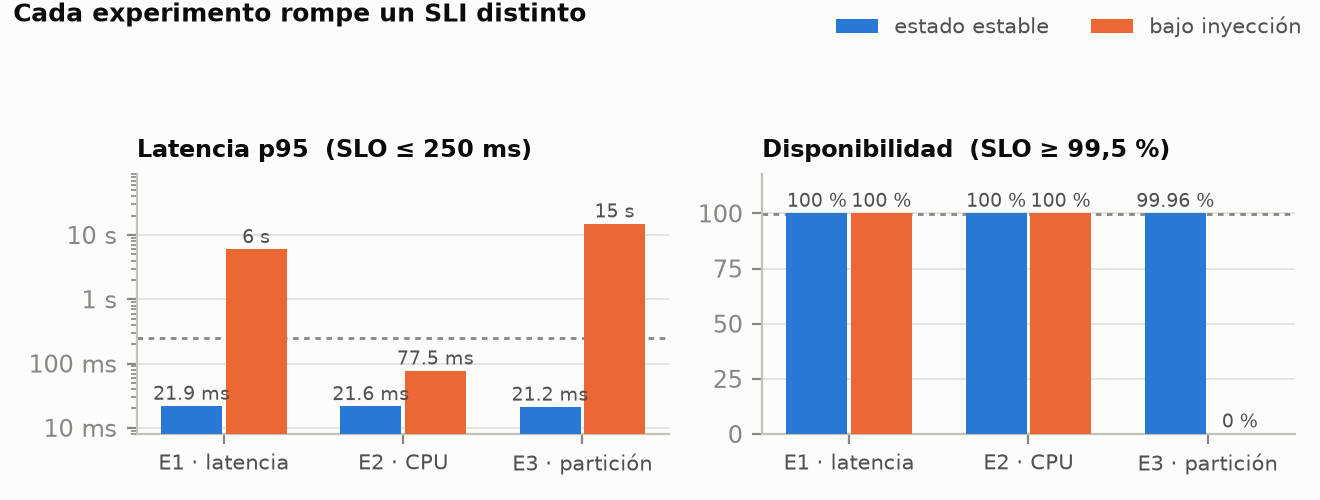 Cada experimento rompe un SLI distinto
estado estable
bajo inyección
Latencia p95  (SLO ≤ 250 ms)
10 s
1 s
100 ms
10 ms
21.9 ms
6 s
21.6 ms
77.5 ms
21.2 ms
15 s
E1 · latencia
E2 · CPU
E3 · partición
Disponibilidad  (SLO ≥ 99,5 %)
100
75
50
25
0
100 %
100 %
100 %
100 %
99.96 %
0 %
E1 · latencia
E2 · CPU
E3 · partición